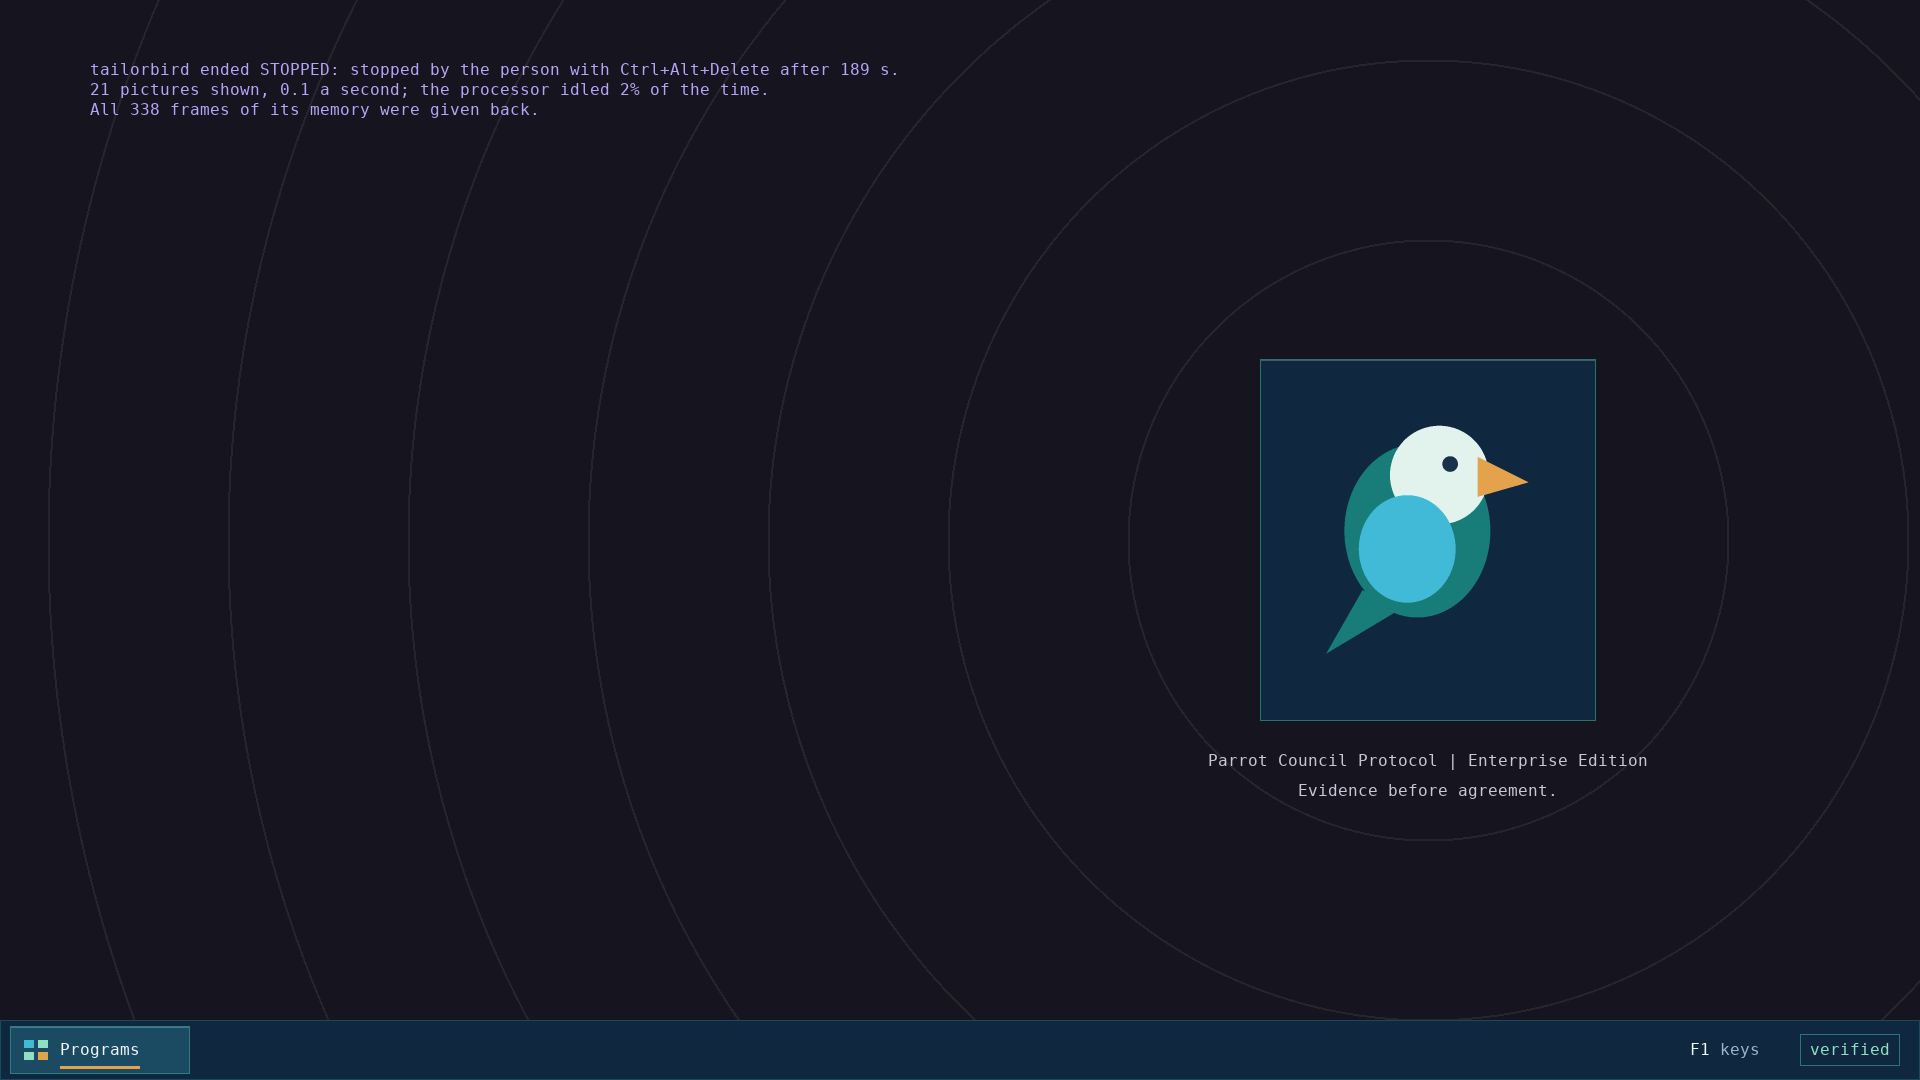 tailorbird ended STOPPED: stopped by the person with Ctrl+Alt+Delete after 189 s.
21 pictures shown, 0.1 a second; the processor idled 2% of the time.
All 338 frames of its memory were given back.
Parrot Council Protocol | Enterprise Edition
Evidence before agreement.
Programs
F1 keys
verified